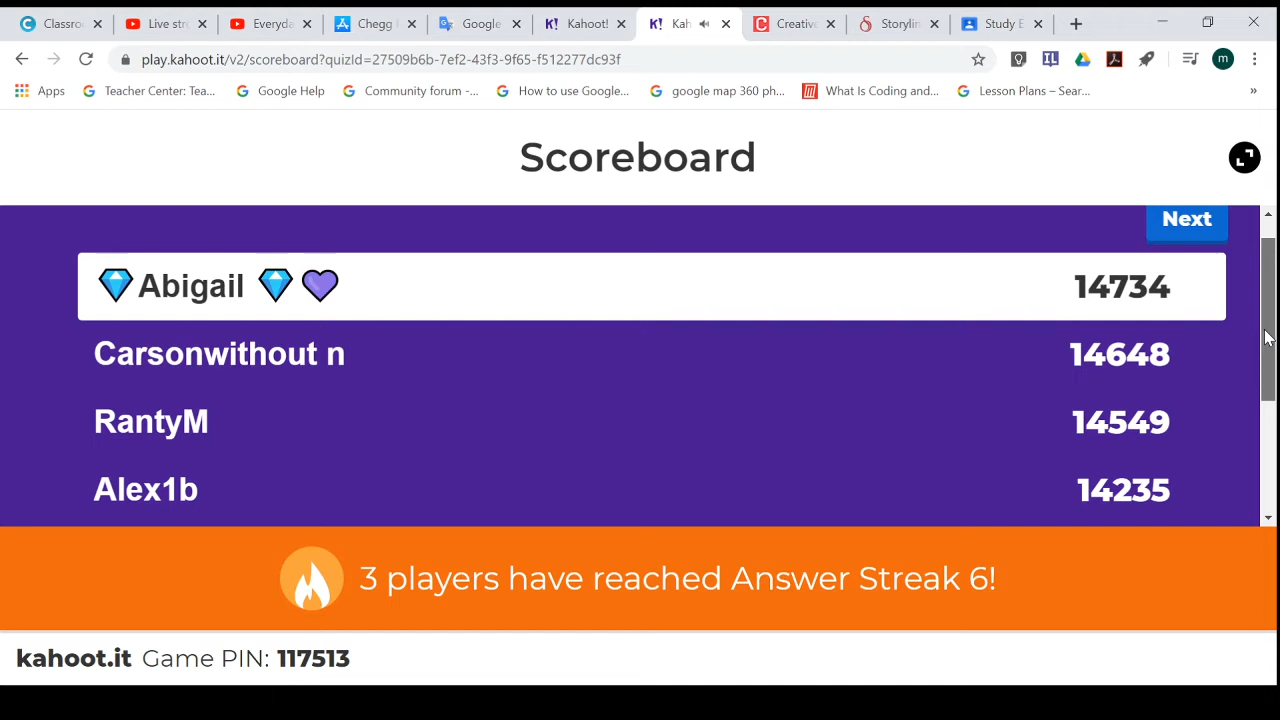 Classro
Live str
Everyda
Chegg
Google
Kahoot!
Kah
Creative
Storylin
Study E
play.kahoot.it/v2/scoreboard?quizId=27509b6b-7ef2-43f3-9f65-f512277dc93f
m
Apps
Teacher Center: Tea...
Google Help
Community forum -...
How to use Google...
google map 360 ph...
What Is Coding and...
Lesson Plans – Sear...
»
Scoreboard
Next
💎Abigail 💎💜 14734
Carsonwithout n 14648
RantyM 14549
Alex1b 14235
3 players have reached Answer Streak 6!
kahoot.it Game PIN: 117513